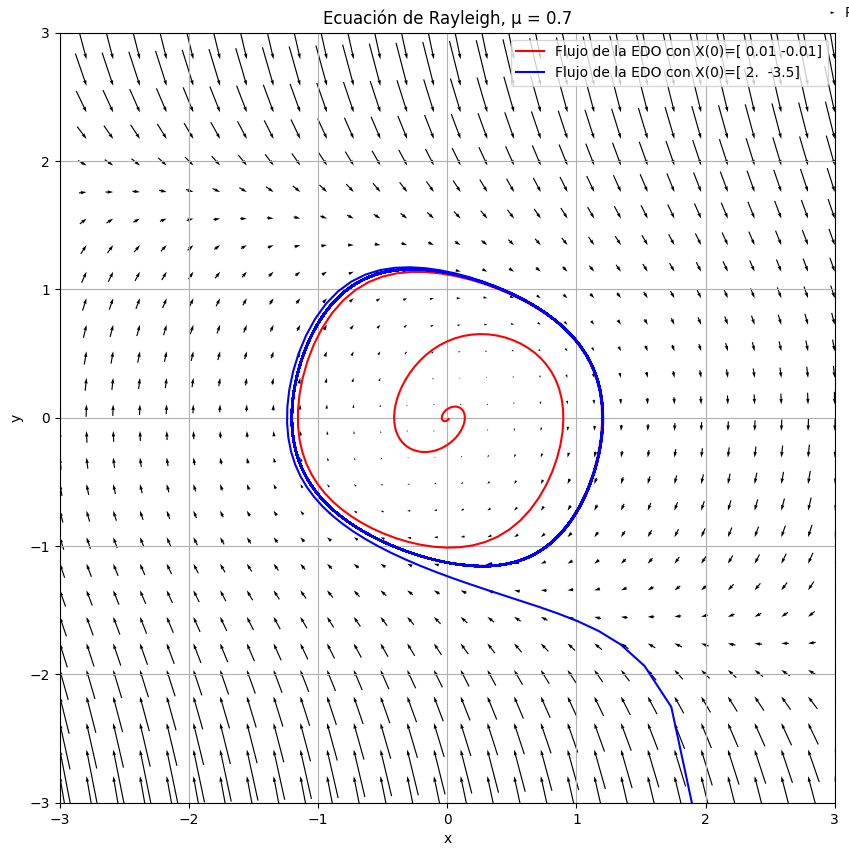 Ecuación de Rayleigh, μ = 0.7
Flujo de la EDO con X(0)=[ 0.01 -0.01]
Flujo de la EDO con X(0)=[ 2.  -3.5]
3
2
1
0
−1
−2
−3
y
−3
−2
−1
0
1
2
3
x